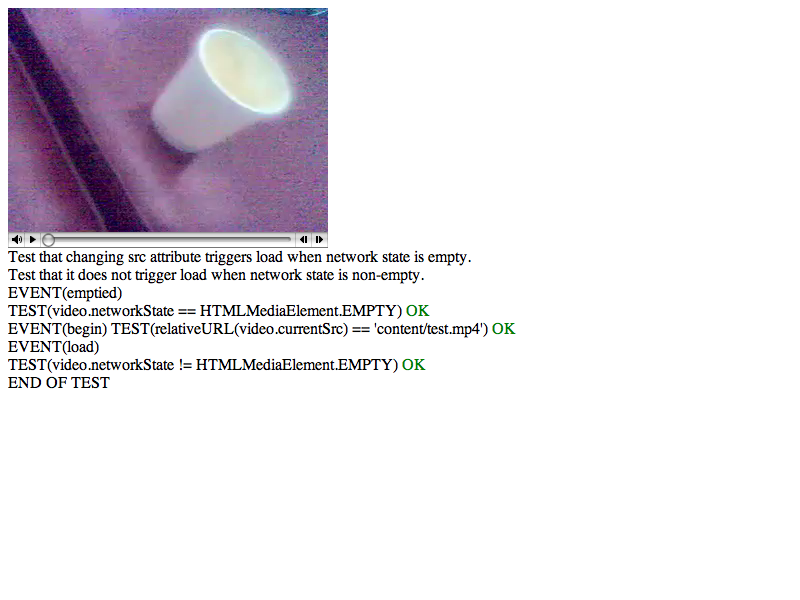 Test that changing src attribute triggers load when network state is empty.
Test that it does not trigger load when network state is non-empty.
EVENT(emptied)
TEST(video.networkState == HTMLMediaElement.EMPTY) OK
EVENT(begin) TEST(relativeURL(video.currentSrc) == 'content/test.mp4') OK
EVENT(load)
TEST(video.networkState != HTMLMediaElement.EMPTY) OK
END OF TEST